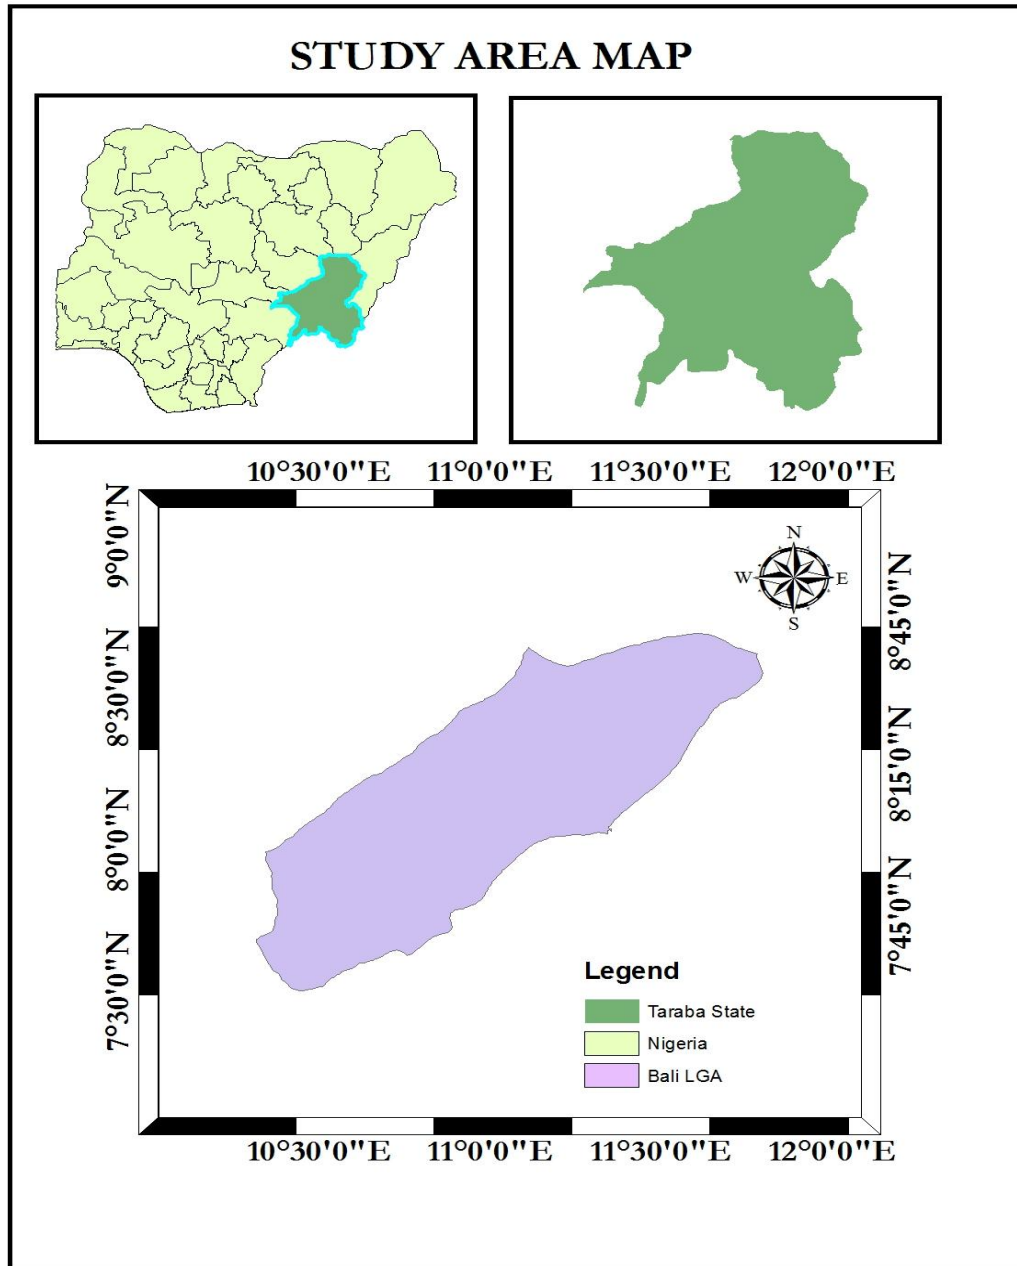 STUDY AREA MAP
10°30'0"E 11°0'0"E 11°30'0"E 12°0'0"E
9°0'0"N
8°30'0"N
8°0'0"N
7°30'0"N
N
W E
S
8°45'0"N
8°15'0"N
7°45'0"N
Legend
Taraba State
Nigeria
Bali LGA
10°30'0"E 11°0'0"E 11°30'0"E 12°0'0"E